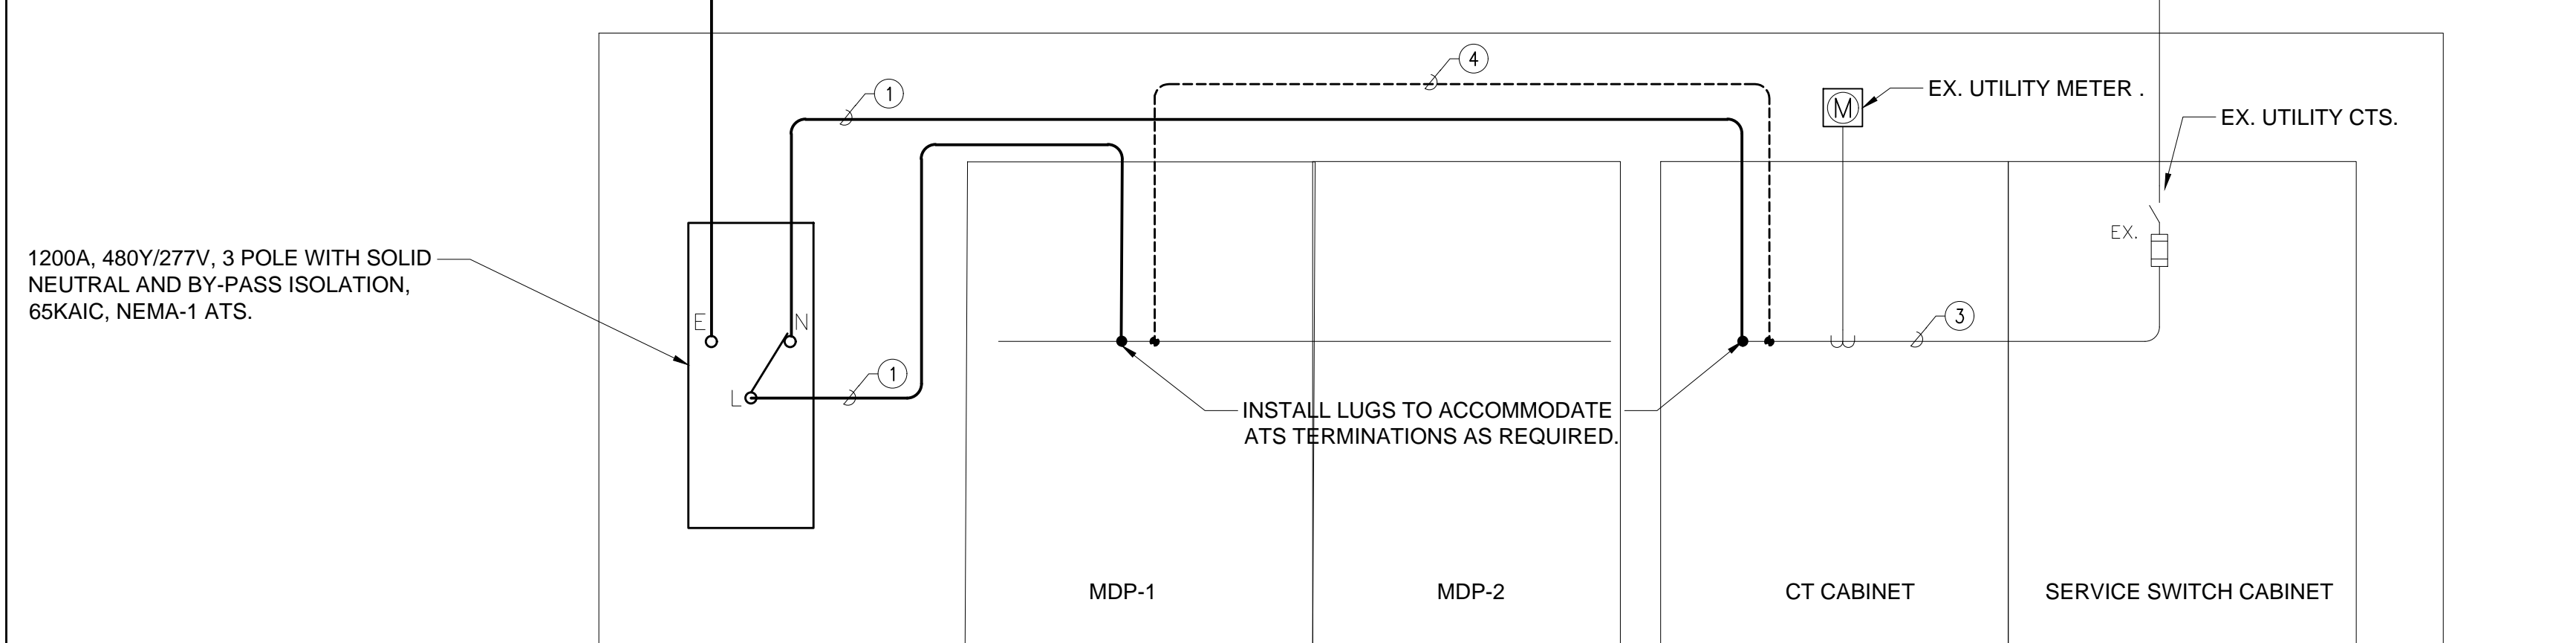 4
1
EX. UTILITY METER .
M
EX. UTILITY CTS.
EX.
1200A, 480Y/277V, 3 POLE WITH SOLID
NEUTRAL AND BY-PASS ISOLATION,
65KAIC, NEMA-1 ATS.
E
N
3
1
L
INSTALL LUGS TO ACCOMMODATE
ATS TERMINATIONS AS REQUIRED.
MDP-1
MDP-2
CT CABINET
SERVICE SWITCH CABINET